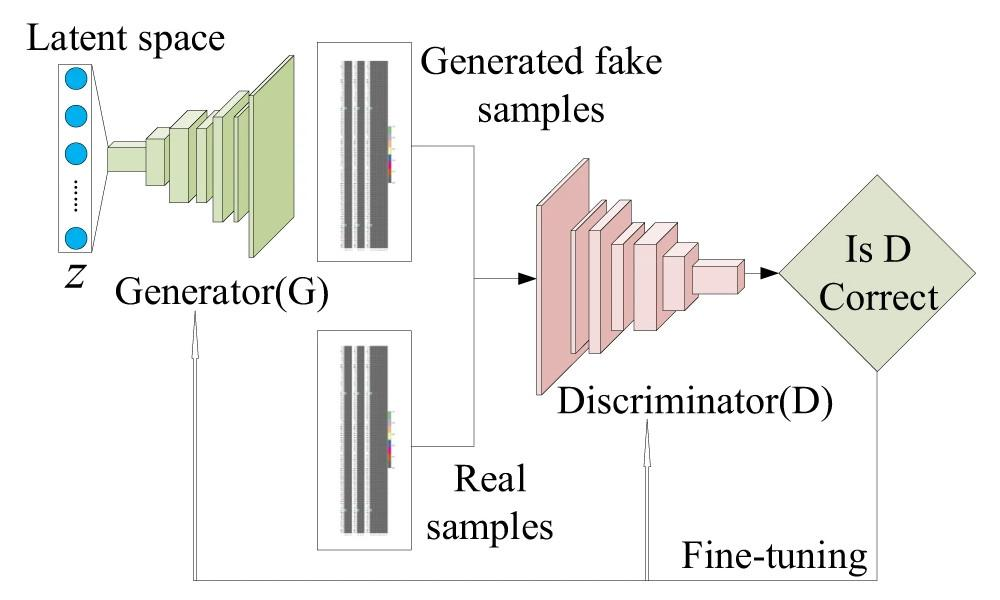 Latent space
Generated fake
samples
z
Generator(G)
Is D
Correct
Discriminator(D)
Real
samples
Fine-tuning